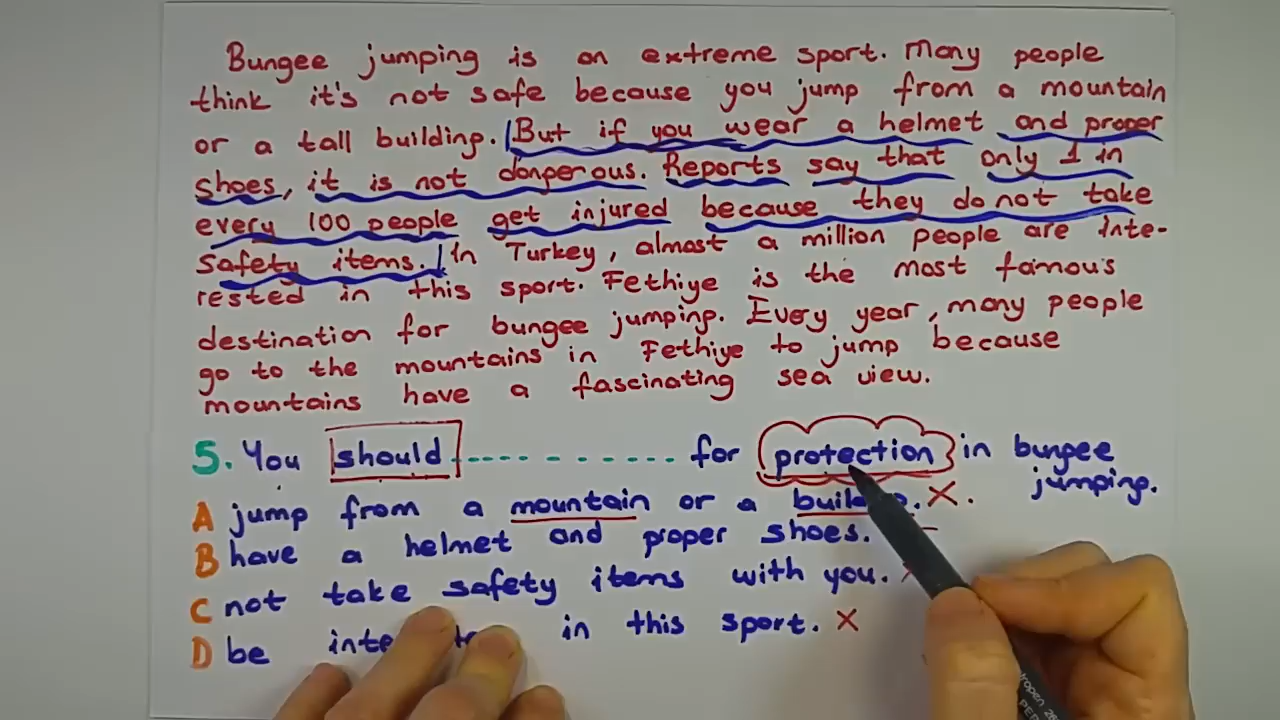 Bungee jumping is an extreme sport. Many people
think it's not safe because you jump from a mountain
or a tall building. But if you wear a helmet and proper
shoes, it is not dangerous. Reports say that only 1 in
every 100 people get injured because they do not take
safety items. In Turkey, almost a million people are inte-
rested in this sport. Fethiye is the most famous
destination for bungee jumping. Every year, many people
go to the mountains in Fethiye to jump because
mountains have a fascinating sea view.
5. You should ............ for protection in bungee
jumping.
A jump from a mountain or a
B have a helmet and proper shoes.
C not take safety items with you.
D be in this sport.